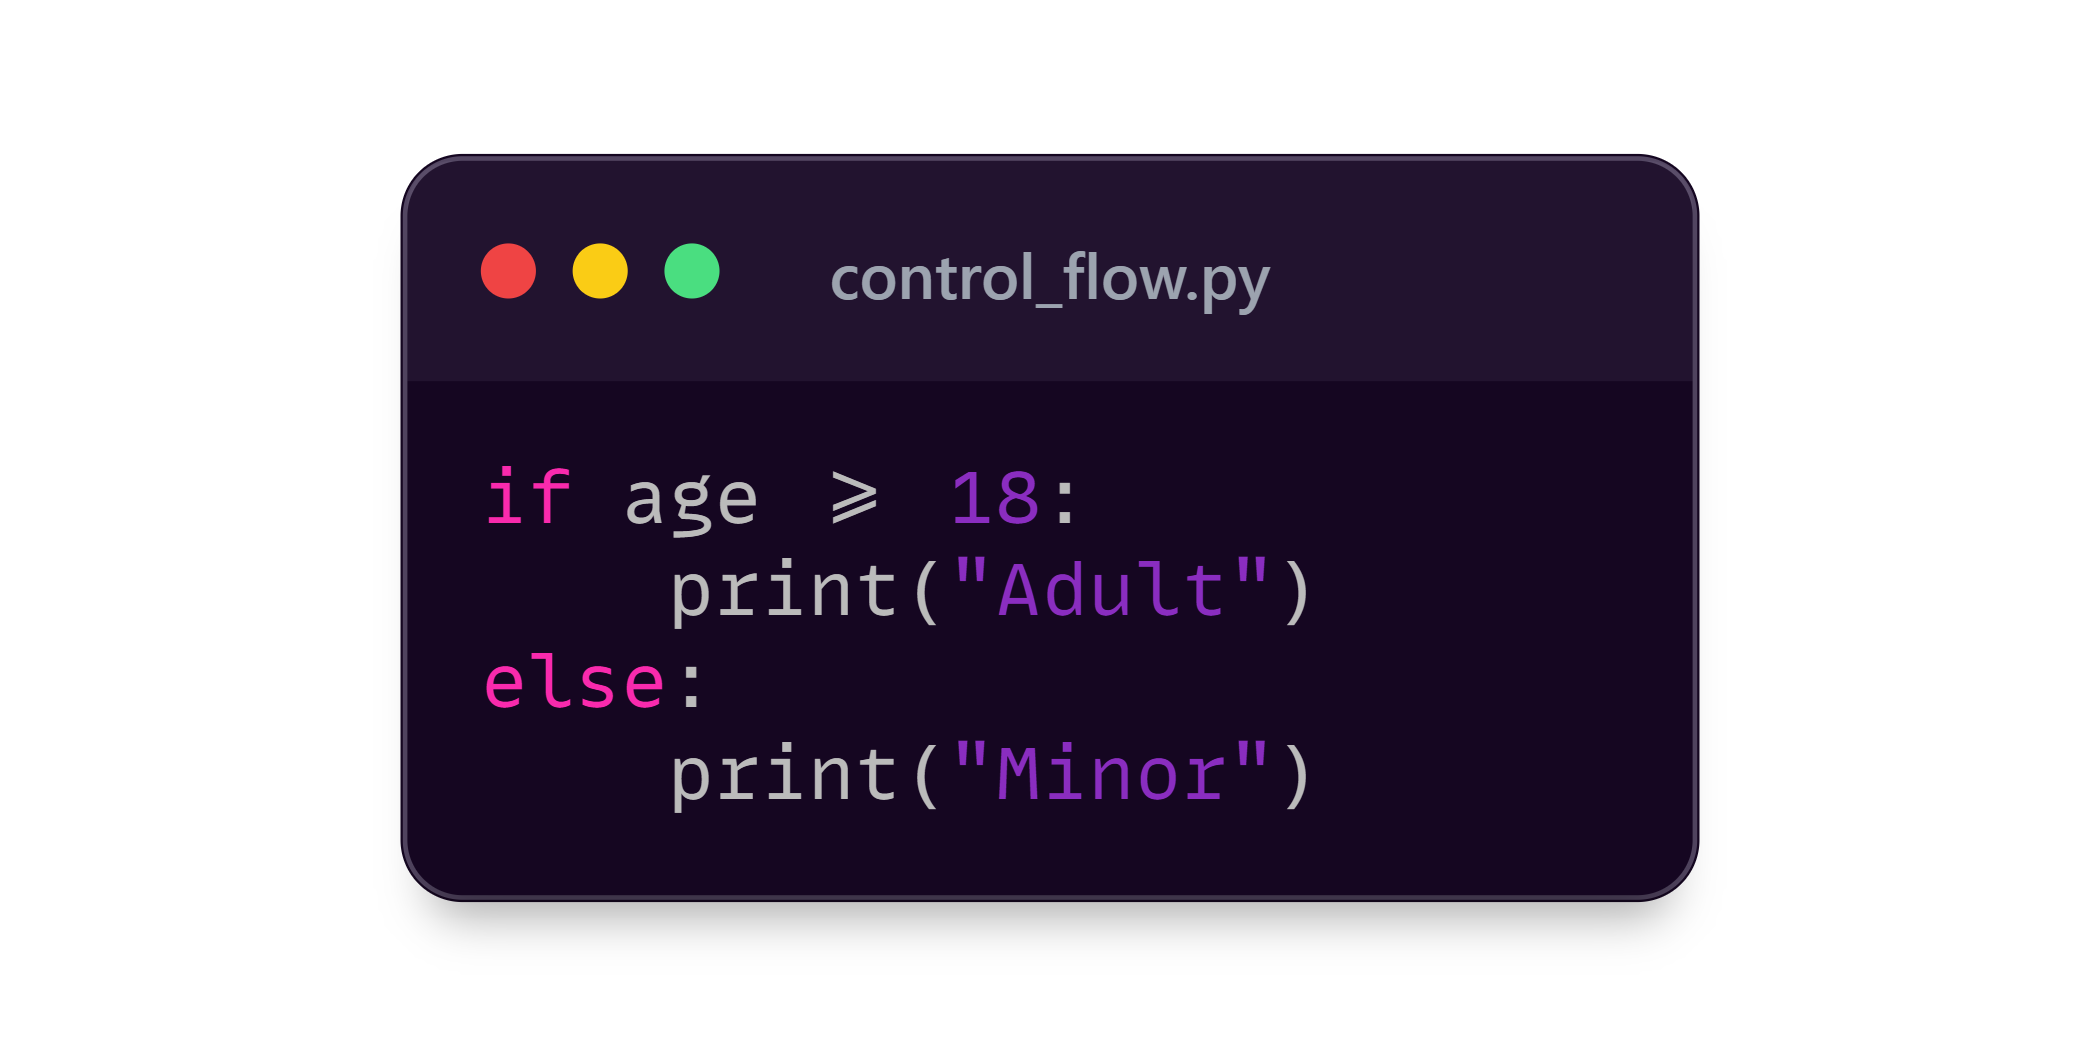 control_flow.py
if age >= 18:
    print("Adult")
else:
    print("Minor")